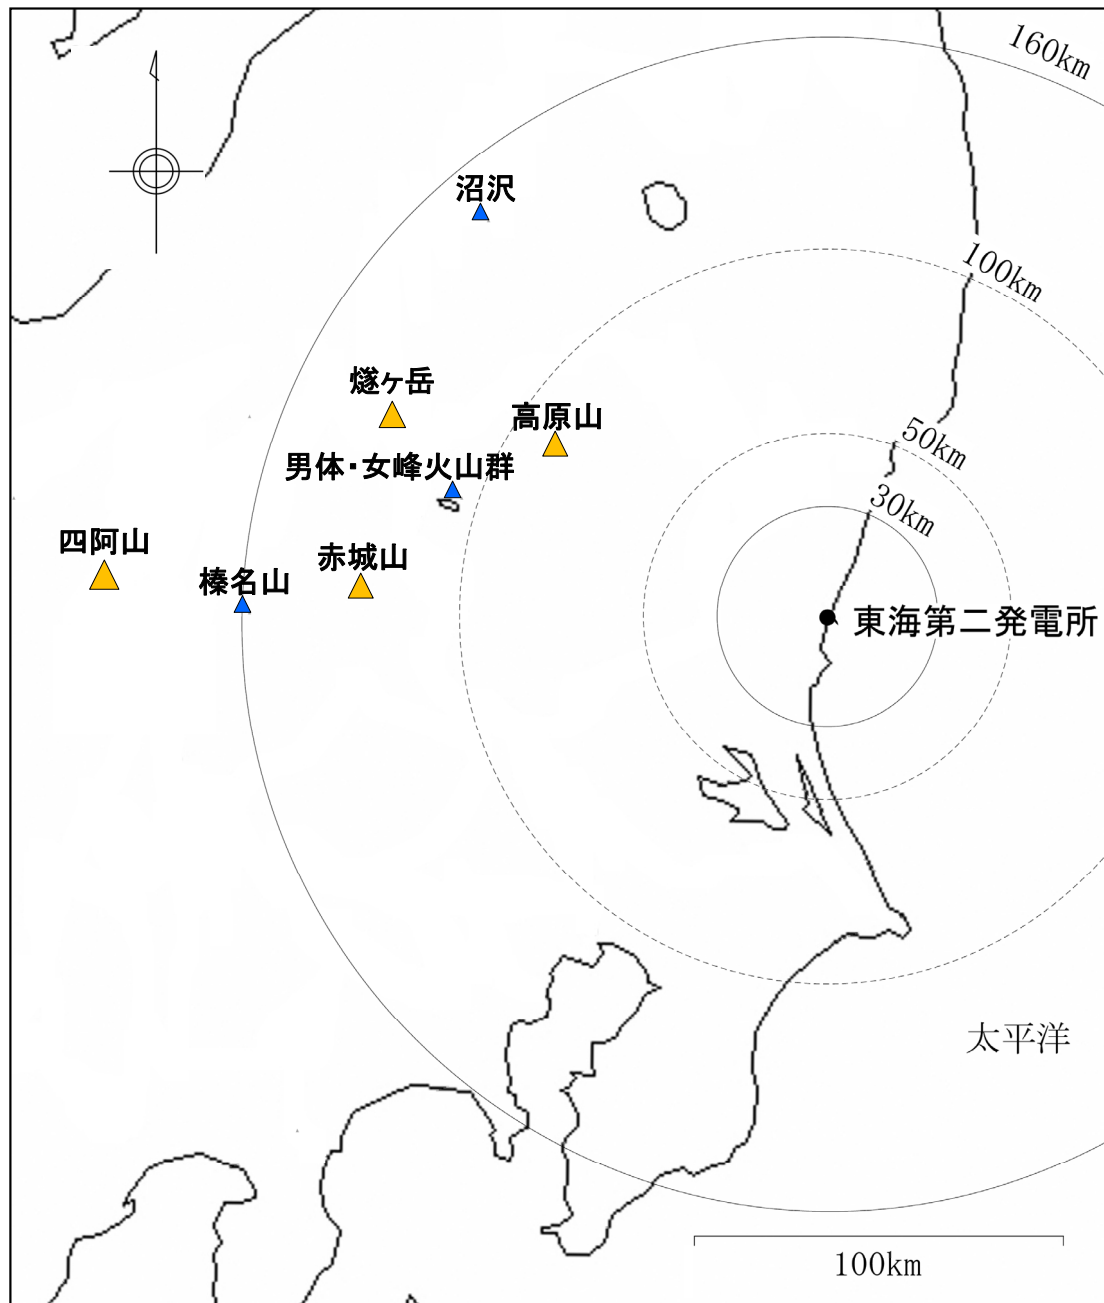 160km
沼沢
100km
燧ヶ岳
高原山
50km
男体・女峰火山群
30km
四阿山
赤城山
榛名山
東海第二発電所
太平洋
100km